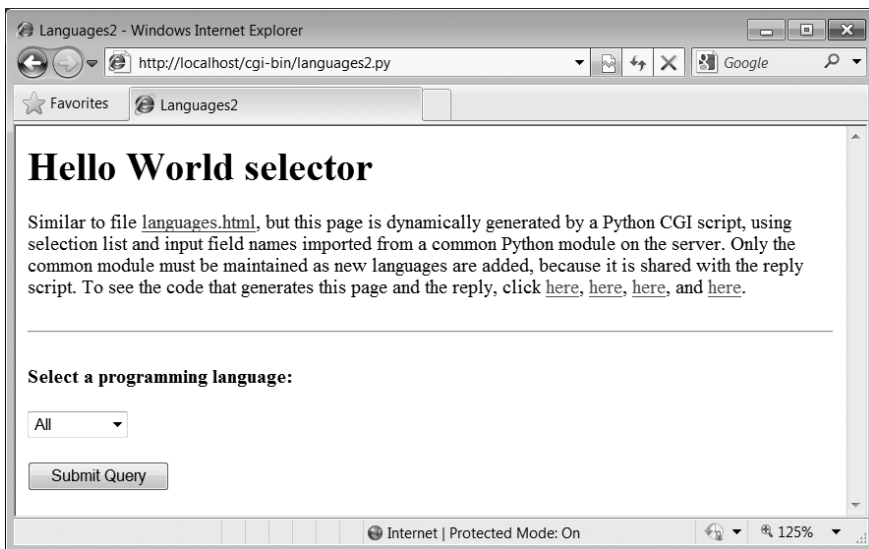 Languages2 - Windows Internet Explorer
http://localhost/cgi-bin/languages2.py
Google
Favorites
Languages2
Hello World selector
Similar to file languages.html, but this page is dynamically generated by a Python CGI script, using
selection list and input field names imported from a common Python module on the server. Only the
common module must be maintained as new languages are added, because it is shared with the reply
script. To see the code that generates this page and the reply, click here, here, here, and here.
Select a programming language:
All
Submit Query
Internet | Protected Mode: On
125%